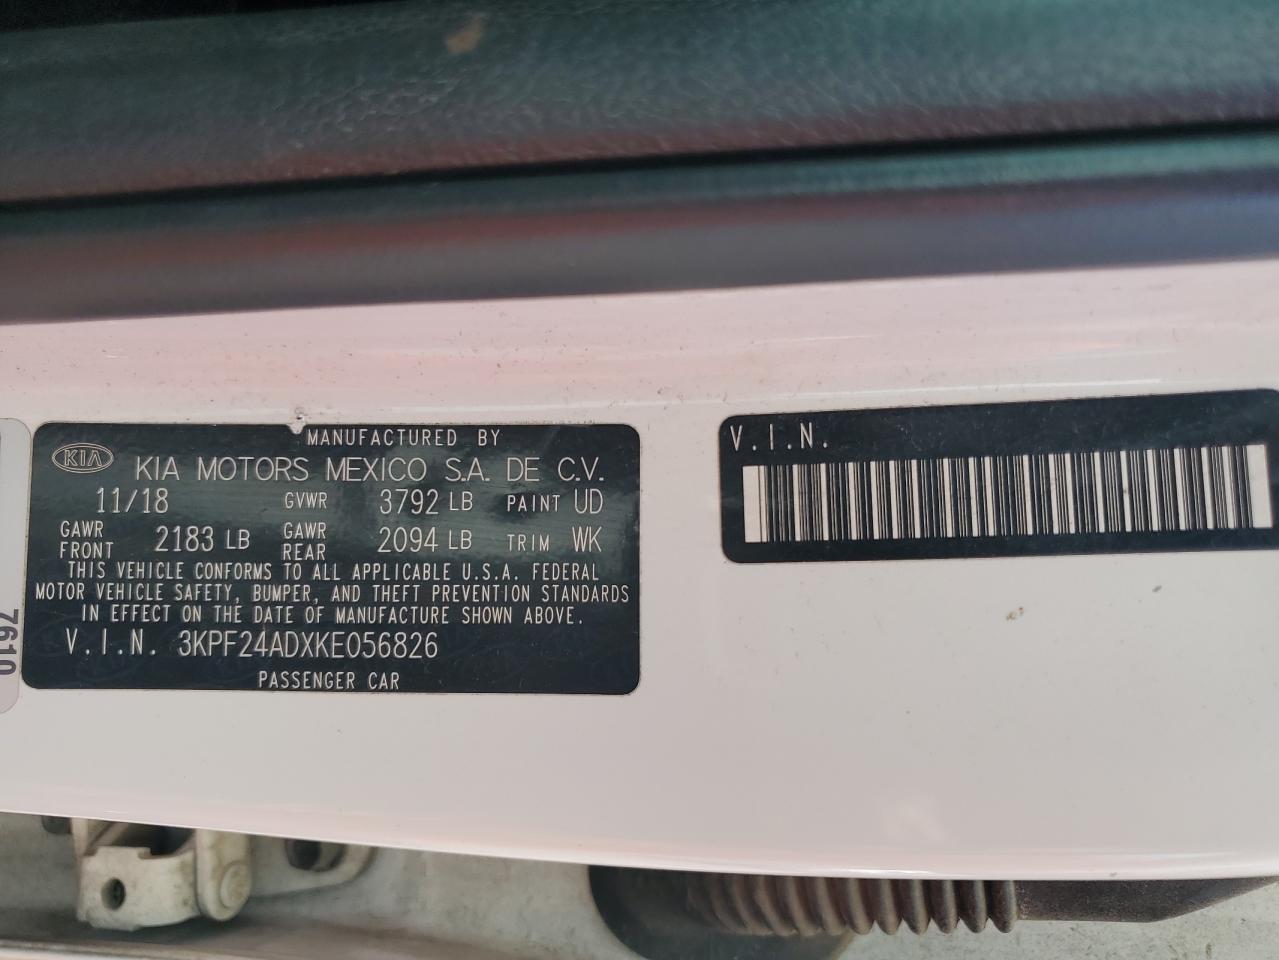 MANUFACTURED BY
KIA KIA MOTORS MEXICO S.A. DE C.V.
11/18 GVWR 3792 LB PAINT UD
GAWR FRONT 2183 LB GAWR REAR 2094 LB TRIM WK
THIS VEHICLE CONFORMS TO ALL APPLICABLE U.S.A. FEDERAL
MOTOR VEHICLE SAFETY, BUMPER, AND THEFT PREVENTION STANDARDS
IN EFFECT ON THE DATE OF MANUFACTURE SHOWN ABOVE.
V.I.N. 3KPF24ADXKE056826
PASSENGER CAR
V.I.N.
7610